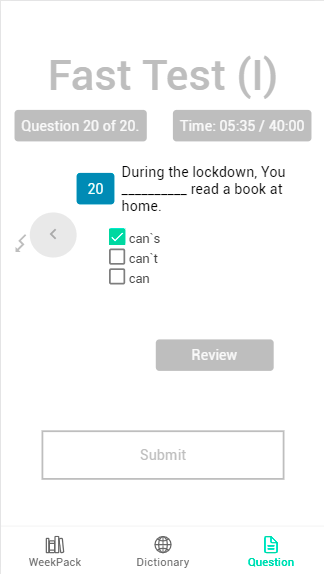 Fast Test (I)
Question 20 of 20.
Time: 05:35 / 40:00
20
During the lockdown, You
__________ read a book at
home.
can`s
can`t
can
Review
Submit
WeekPack
Dictionary
Question